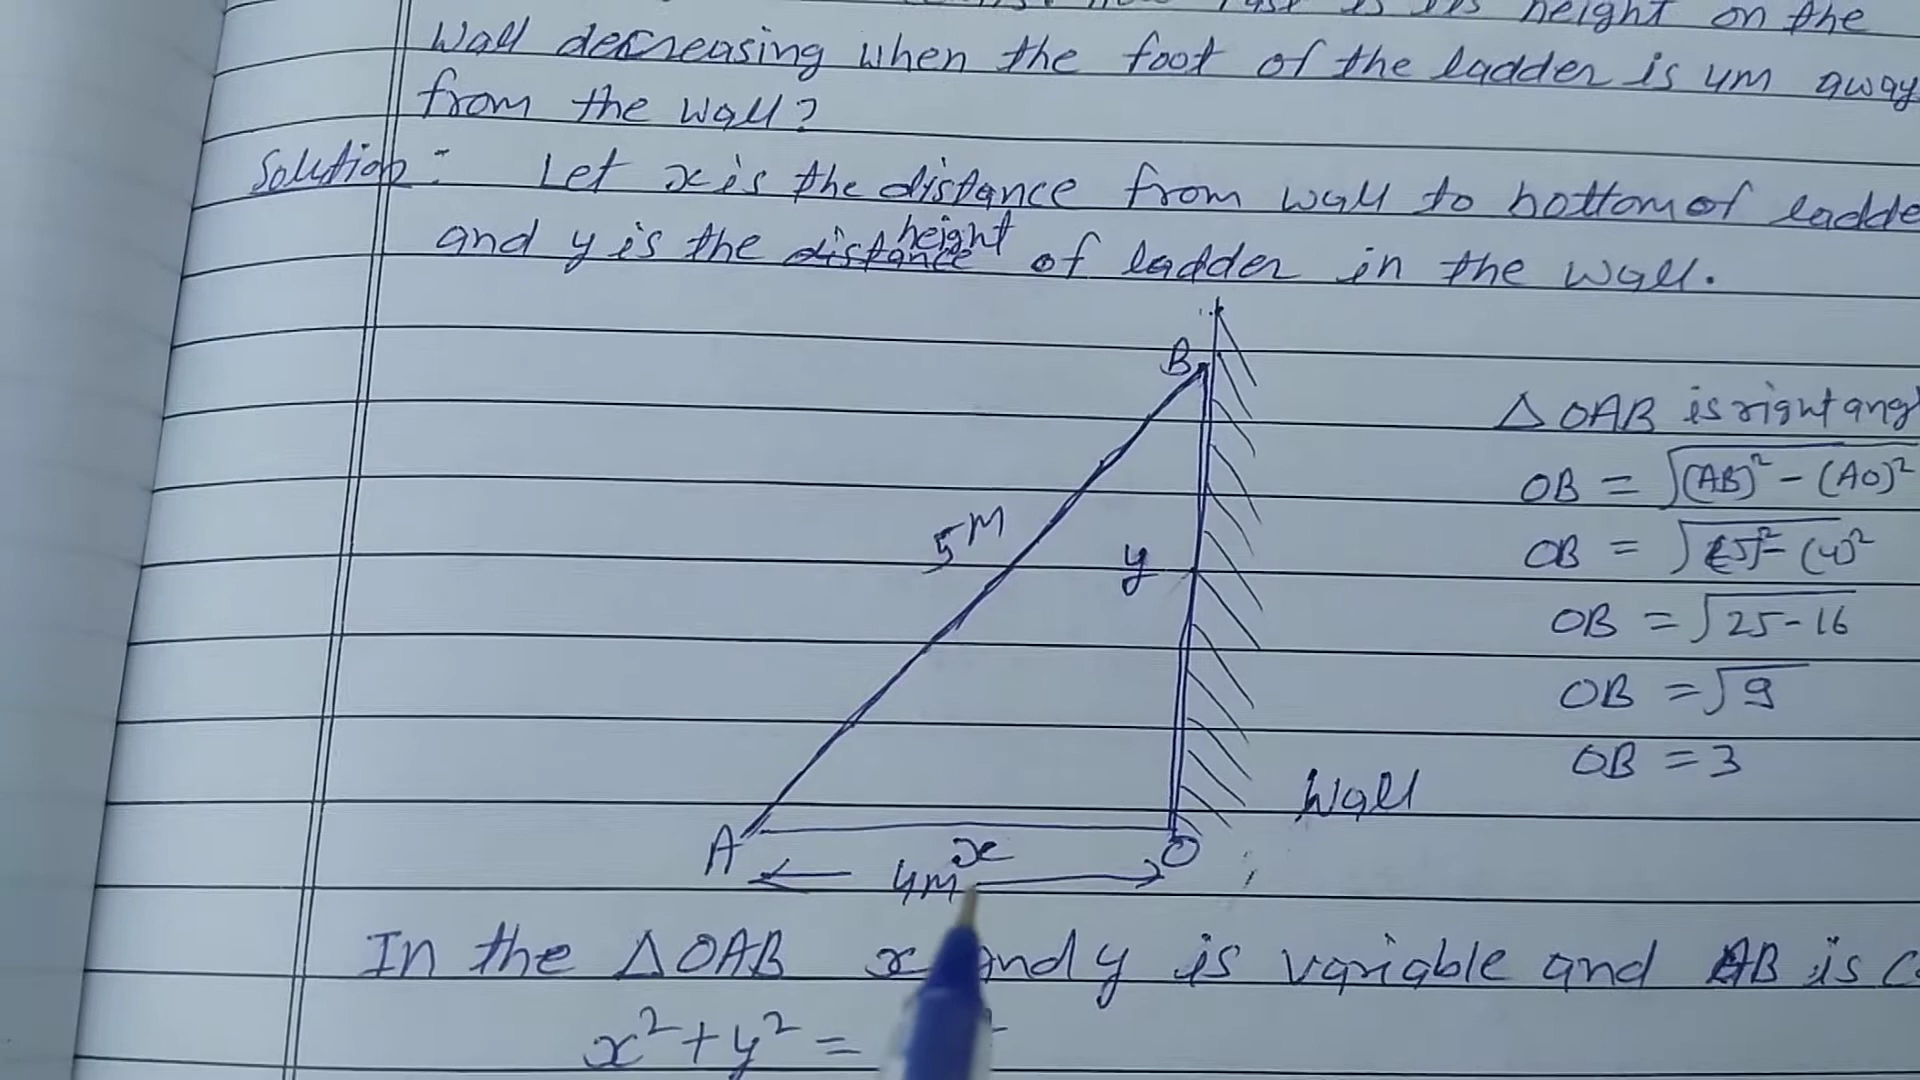 height on the
Wall decreasing when the foot of the ladder is 4m away
from the wall?
Solution: Let x is the distance from wall to bottom of ladde
and y is the distance height of ladder in the wall.
B
△OAB is right ang
OB = √(AB)² - (AO)²
5M
y
OB = √(5)² - (4)²
OB = √25-16
OB = √9
OB = 3
Wall
A
x
O
4m
In the △OAB x and y is variable and AB is c
x² + y² =